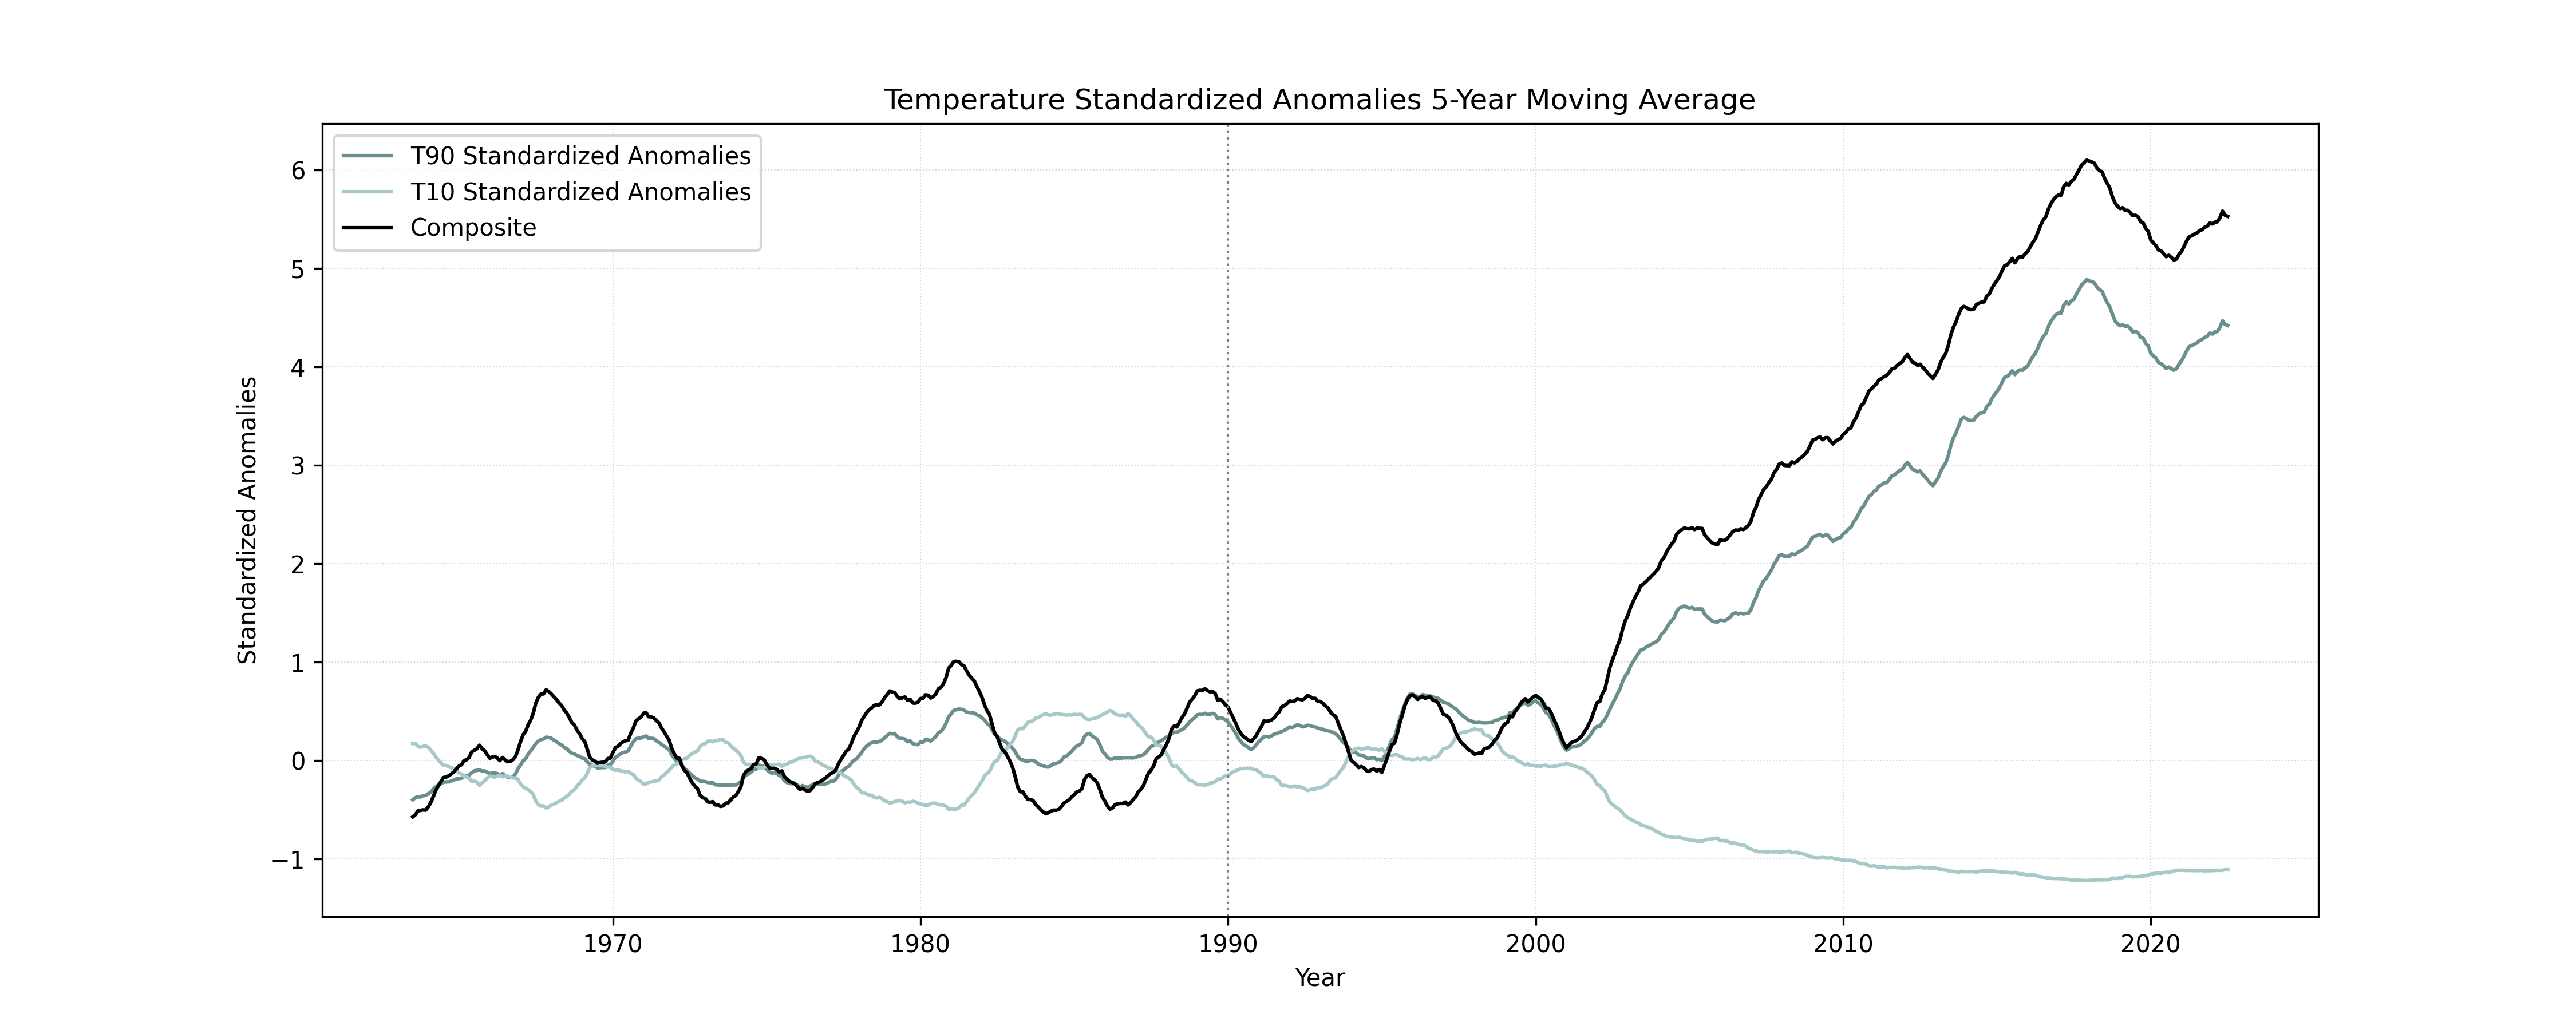 Temperature Standardized Anomalies 5-Year Moving Average
T90 Standardized Anomalies
T10 Standardized Anomalies
Composite
Standardized Anomalies
6
5
4
3
2
1
0
−1
1970 1980 1990 2000 2010 2020
Year